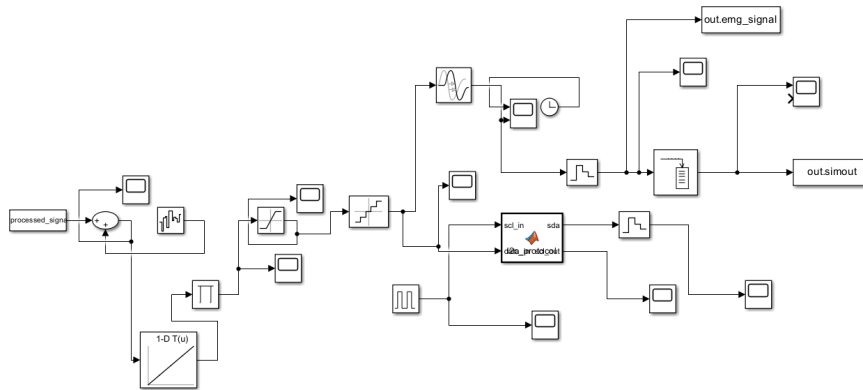 out.emg_signal
out.simout
processed_signa
scl_in
sda
1-D T(u)